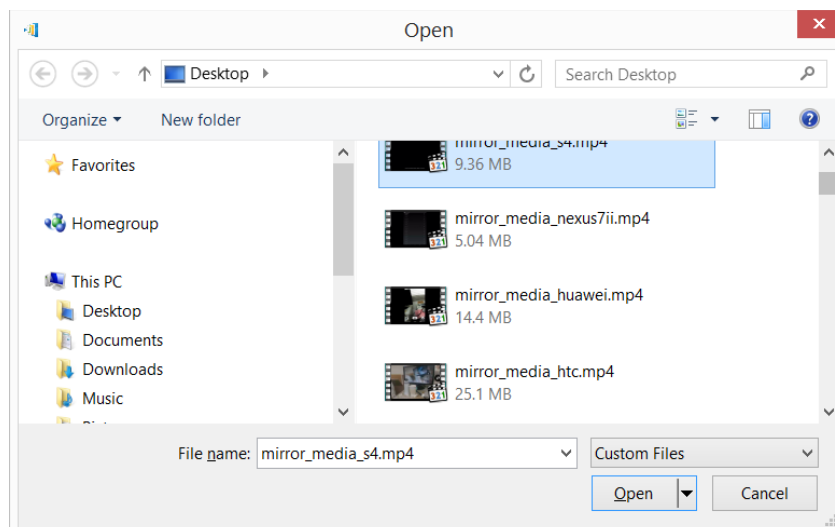 Open
Desktop
Search Desktop
Organize
New folder
Favorites
Homegroup
This PC
Desktop
Documents
Downloads
Music
mirror_media_s4.mp4
9.36 MB
mirror_media_nexus7ii.mp4
5.04 MB
mirror_media_huawei.mp4
14.4 MB
mirror_media_htc.mp4
25.1 MB
File name: mirror_media_s4.mp4
Custom Files
Open
Cancel